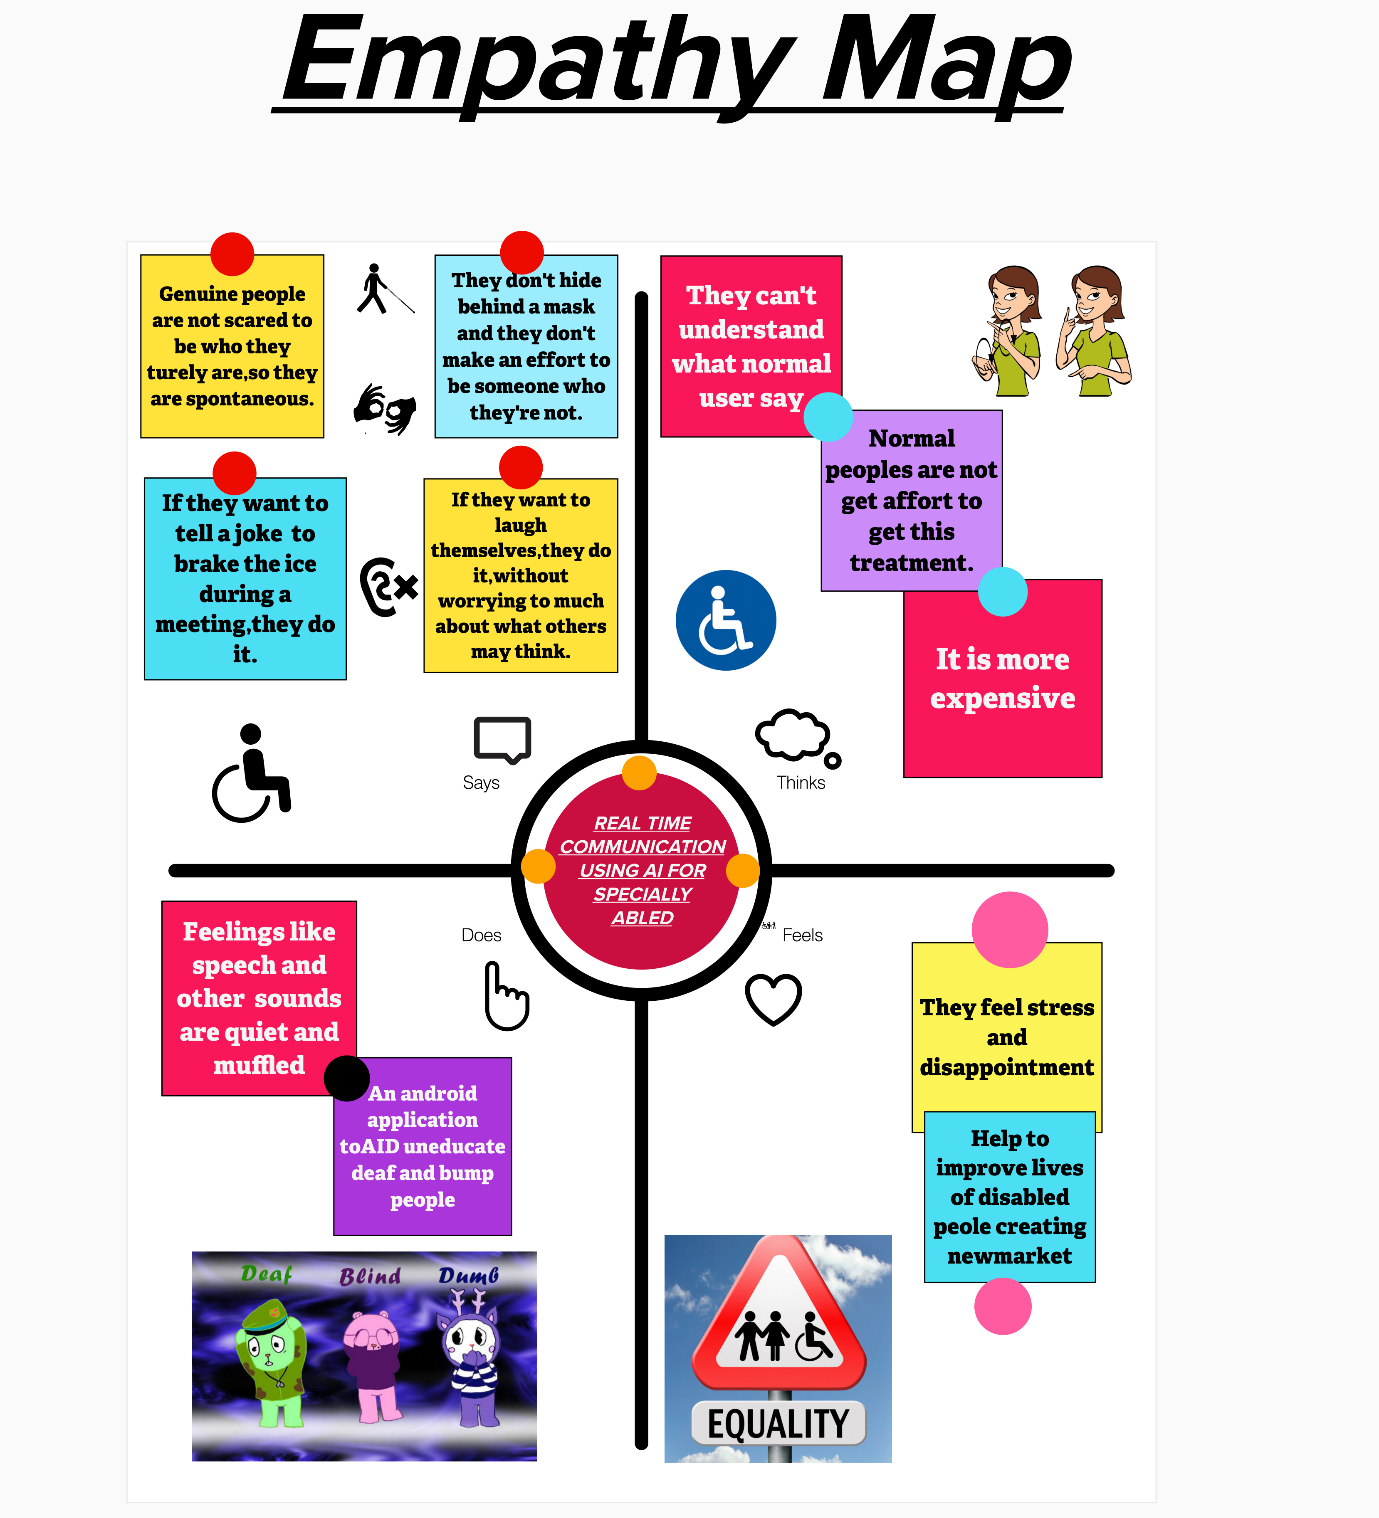 Empathy Map
Genuine people
are not scared to
be who they
turely are,so they
are spontaneous.
They don't hide
behind a mask
and they don't
make an effort to
be someone who
they're not.
If they want to
tell a joke to
brake the ice
during a
meeting,they do
it.
If they want to
laugh
themselves,they do
it,without
worrying to much
about what others
may think.
They can't
understand
what normal
user say
Normal
peoples are not
get affort to
get this
treatment.
It is more
expensive
Says
Thinks
REAL TIME
COMMUNICATION
USING AI FOR
SPECIALLY
ABLED
Does
Feels
Feelings like
speech and
other sounds
are quiet and
muffled
An android
application
toAID uneducate
deaf and bump
people
They feel stress
and
disappointment
Help to
improve lives
of disabled
peole creating
newmarket
Deaf Blind Dumb
EQUALITY